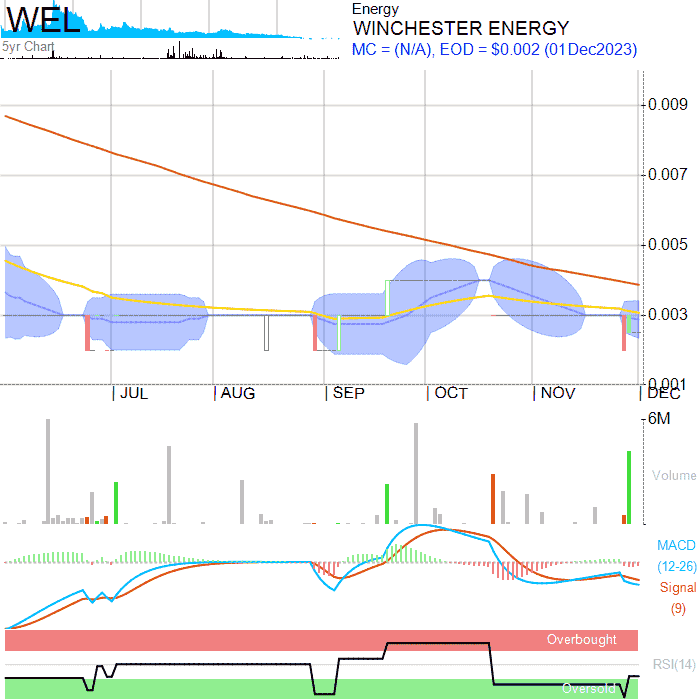 WEL
5yr Chart
Energy
WINCHESTER ENERGY
MC = (N/A), EOD = $0.002 (01Dec2023)
0.009
0.007
0.005
0.003
0.001
JUL
AUG
SEP
OCT
NOV
DEC
6M
Volume
MACD
(12-26)
Signal
(9)
Overbought
RSI(14)
Oversold